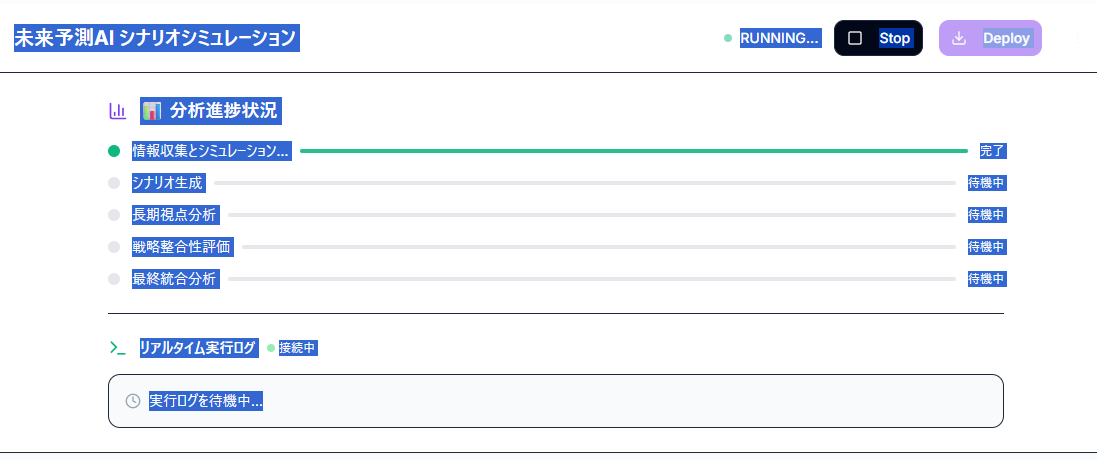 未来予測AI シナリオシミュレーション
RUNNING... Stop Deploy
📊 分析進捗状況
情報収集とシミュレーション... 完了
シナリオ生成 待機中
長期視点分析 待機中
戦略整合性評価 待機中
最終統合分析 待機中
リアルタイム実行ログ 接続中
実行ログを待機中...